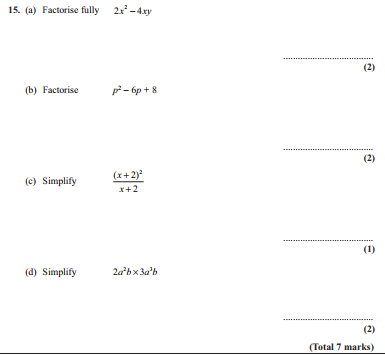 15. (a) Factorise fully 2x² – 4xy
(2)
(b) Factorise p² – 6p + 8
(2)
(c) Simplify (x + 2)²
x + 2
(1)
(d) Simplify 2a²b × 3a³b
(2)
(Total 7 marks)